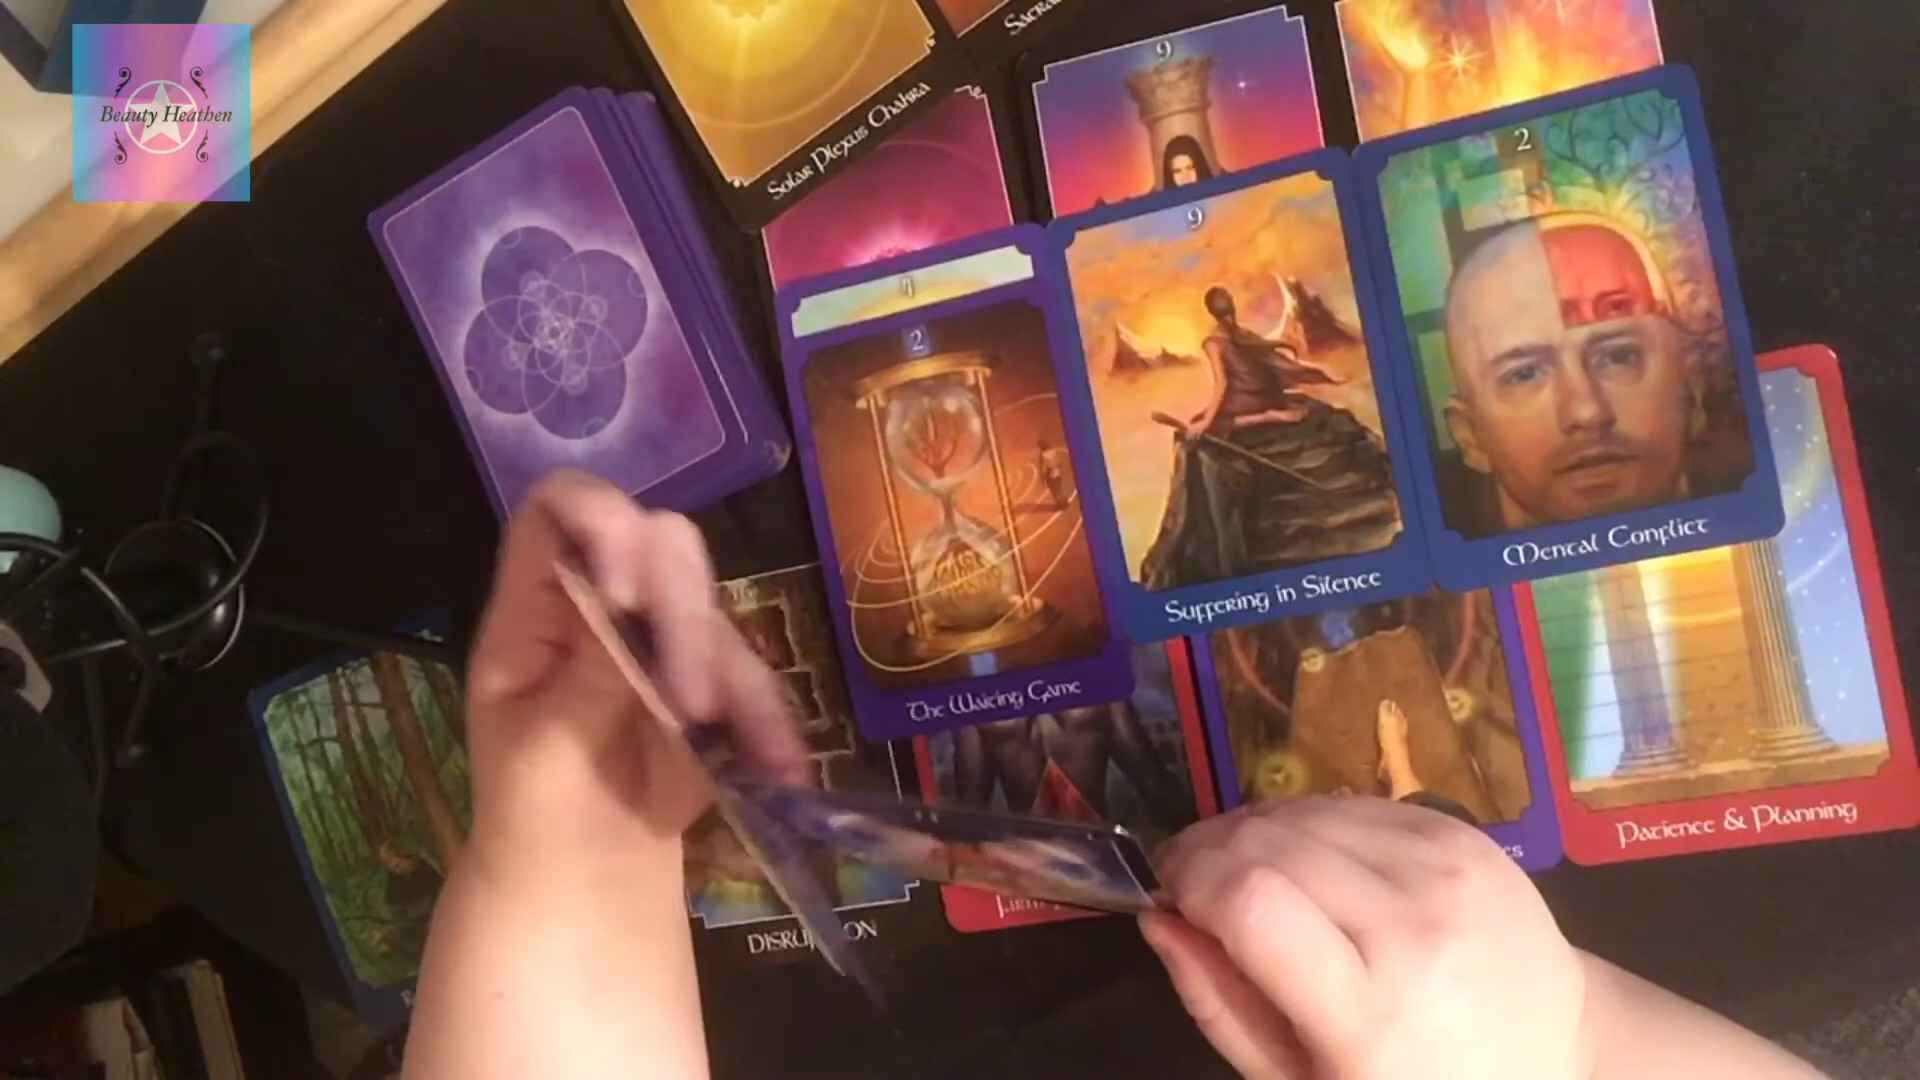 Beauty Heathen
Solar Plexus Chakra
9
2
9
2
The Waiting Game
Suffering in Silence
Mental Conflict
Patience & Planning